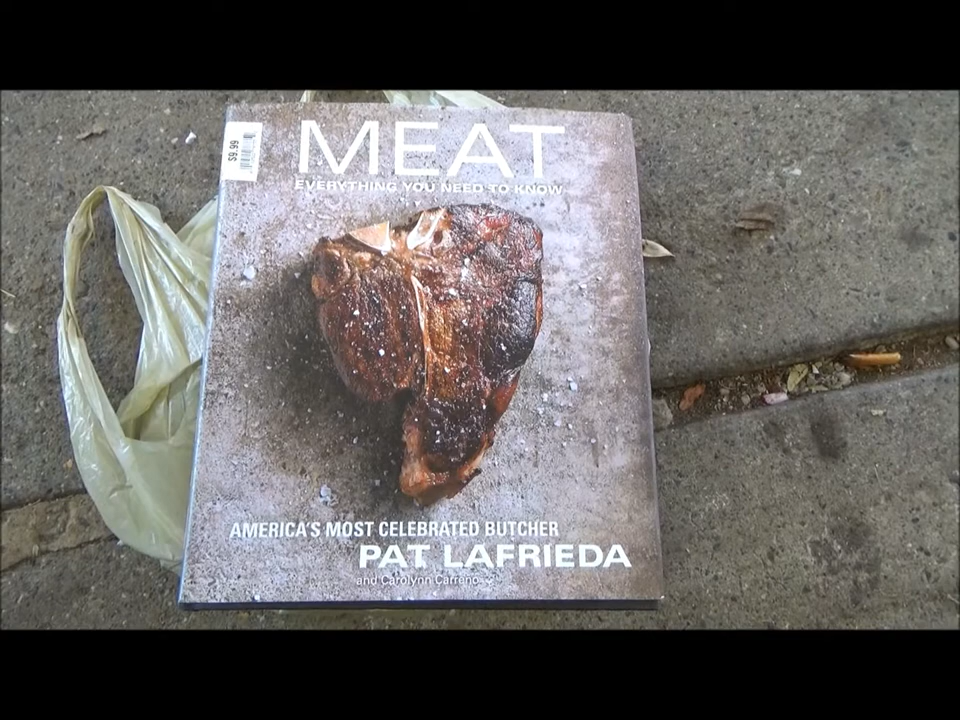 $9.99
MEAT
EVERYTHING YOU NEED TO KNOW
AMERICA'S MOST CELEBRATED BUTCHER
PAT LAFRIEDA
and Carolynn Carreño